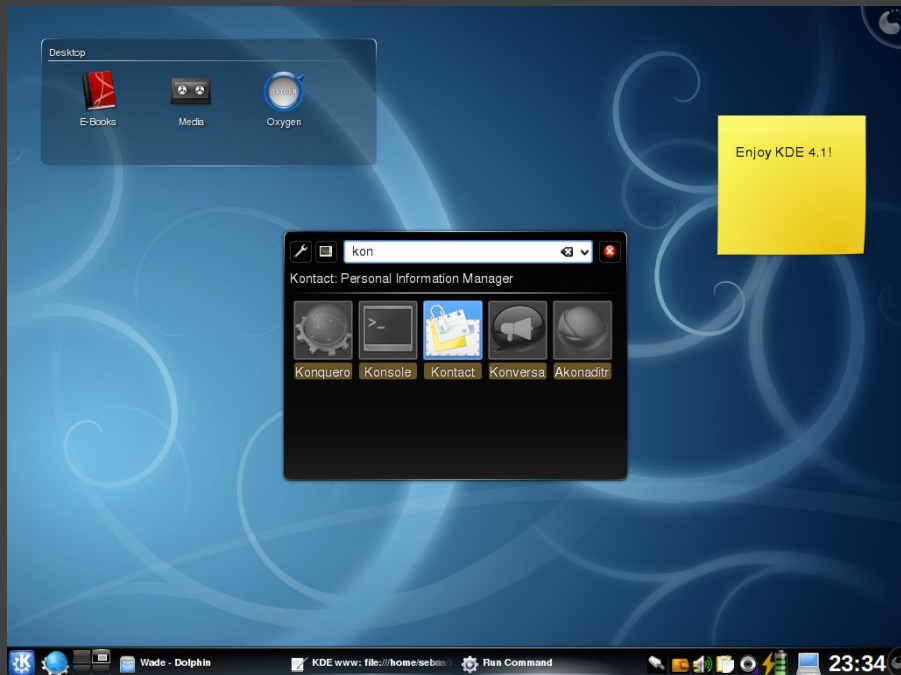 Desktop
E-Books
Media
Oxygen
OXYGEN
Enjoy KDE 4.1!
kon
Kontact: Personal Information Manager
Konquero
Konsole
Kontact
Konversa
Akonaditr
Wade - Dolphin
KDE www: file:///home/sebas
Run Command
23:34